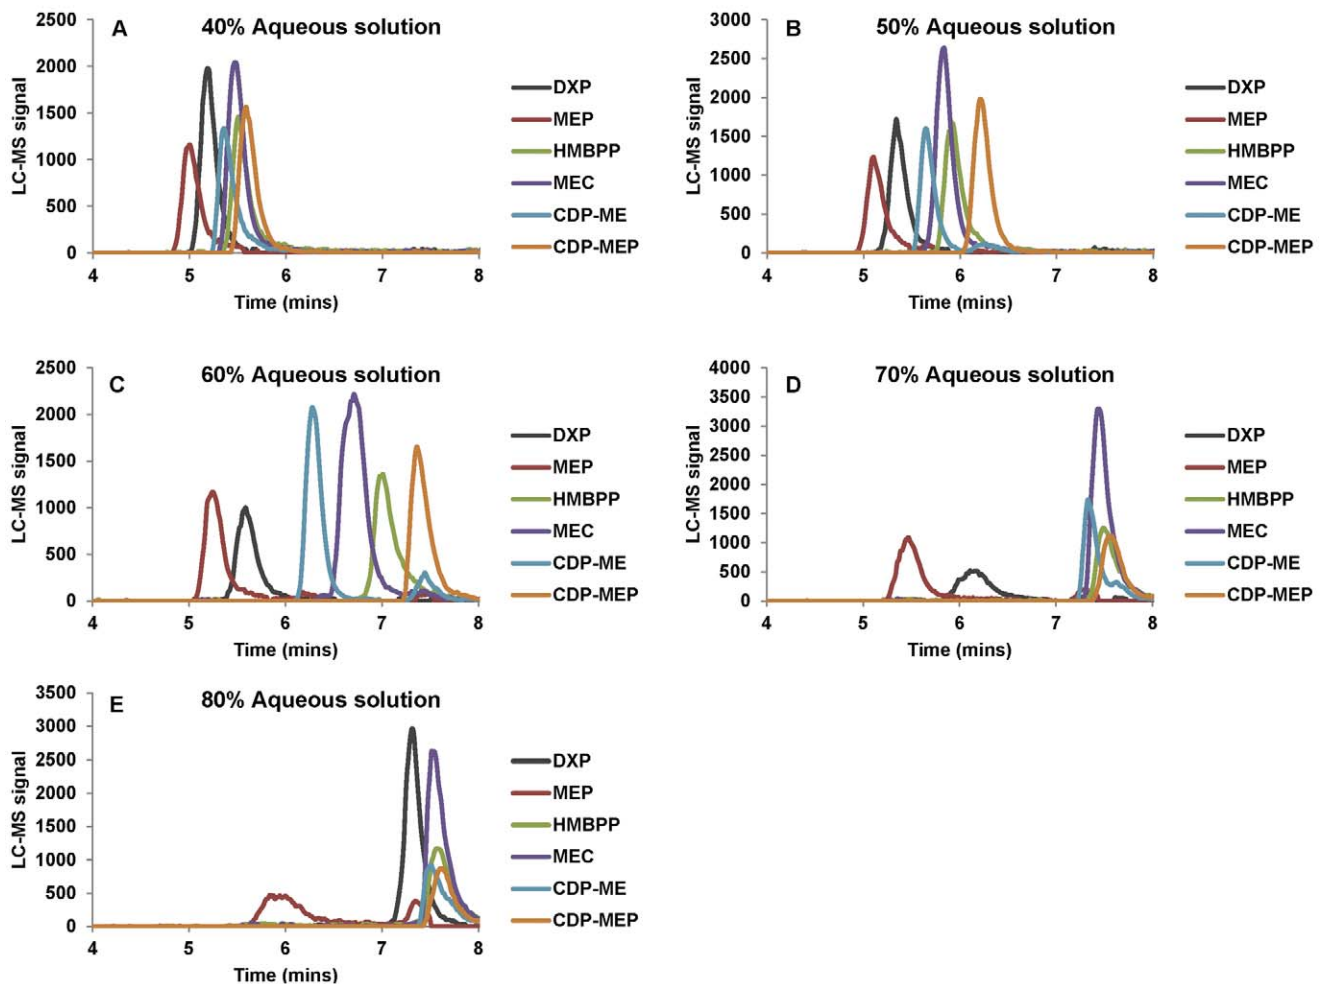 A 40% Aqueous solution
LC-MS signal
2500
2000
1500
1000
500
0
4 5 6 7 8
Time (mins)
DXP
MEP
HMBPP
MEC
CDP-ME
CDP-MEP
B 50% Aqueous solution
LC-MS signal
3000
2500
2000
1500
1000
500
0
4 5 6 7 8
Time (mins)
DXP
MEP
HMBPP
MEC
CDP-ME
CDP-MEP
C 60% Aqueous solution
LC-MS signal
2500
2000
1500
1000
500
0
4 5 6 7 8
Time (mins)
DXP
MEP
HMBPP
MEC
CDP-ME
CDP-MEP
D 70% Aqueous solution
LC-MS signal
4000
3500
3000
2500
2000
1500
1000
500
0
4 5 6 7 8
Time (mins)
DXP
MEP
HMBPP
MEC
CDP-ME
CDP-MEP
E 80% Aqueous solution
LC-MS signal
3500
3000
2500
2000
1500
1000
500
0
4 5 6 7 8
Time (mins)
DXP
MEP
HMBPP
MEC
CDP-ME
CDP-MEP